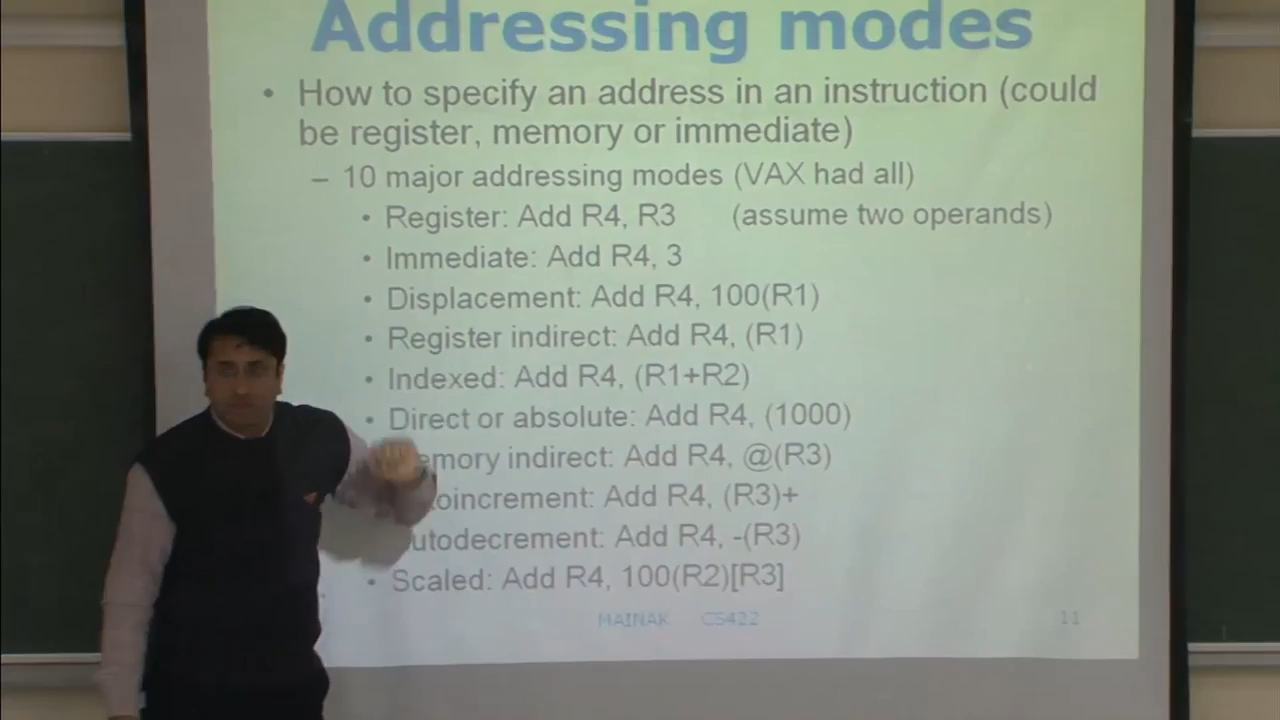 Addressing modes
• How to specify an address in an instruction (could
be register, memory or immediate)
– 10 major addressing modes (VAX had all)
• Register: Add R4, R3 (assume two operands)
• Immediate: Add R4, 3
• Displacement: Add R4, 100(R1)
• Register indirect: Add R4, (R1)
• Indexed: Add R4, (R1+R2)
• Direct or absolute: Add R4, (1000)
emory indirect: Add R4, @(R3)
oincrement: Add R4, (R3)+
utodecrement: Add R4, -(R3)
• Scaled: Add R4, 100(R2)[R3]
MAINAK CS422 11